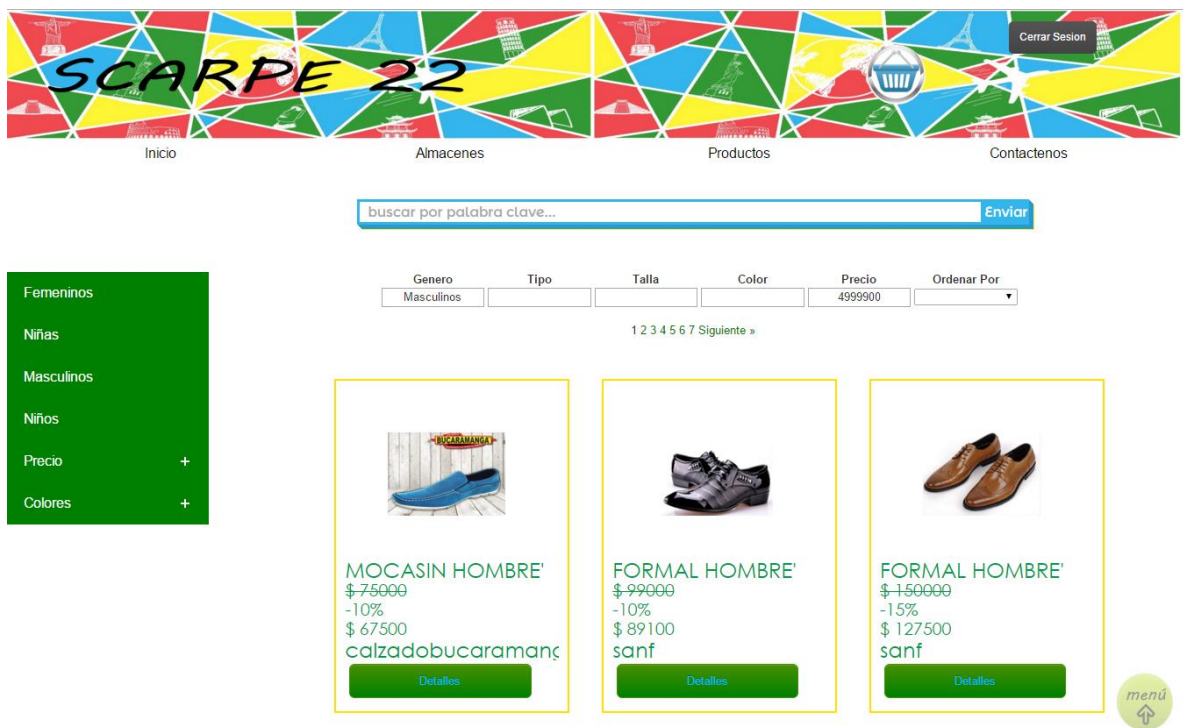 Cerrar Sesion
SCARPE 22
Inicio Almacenes Productos Contactenos
buscar por palabra clave... Enviar
Femeninos
Niñas
Masculinos
Niños
Precio +
Colores +
Genero Tipo Talla Color Precio Ordenar Por
Masculinos 4999900
1 2 3 4 5 6 7 Siguiente »
BUCARAMANGA
MOCASIN HOMBRE'
$ 75000
-10%
$ 67500
calzadobucaramang
Detalles
FORMAL HOMBRE'
$ 99000
-10%
$ 89100
sanf
Detalles
FORMAL HOMBRE'
$ 150000
-15%
$ 127500
sanf
Detalles
menú